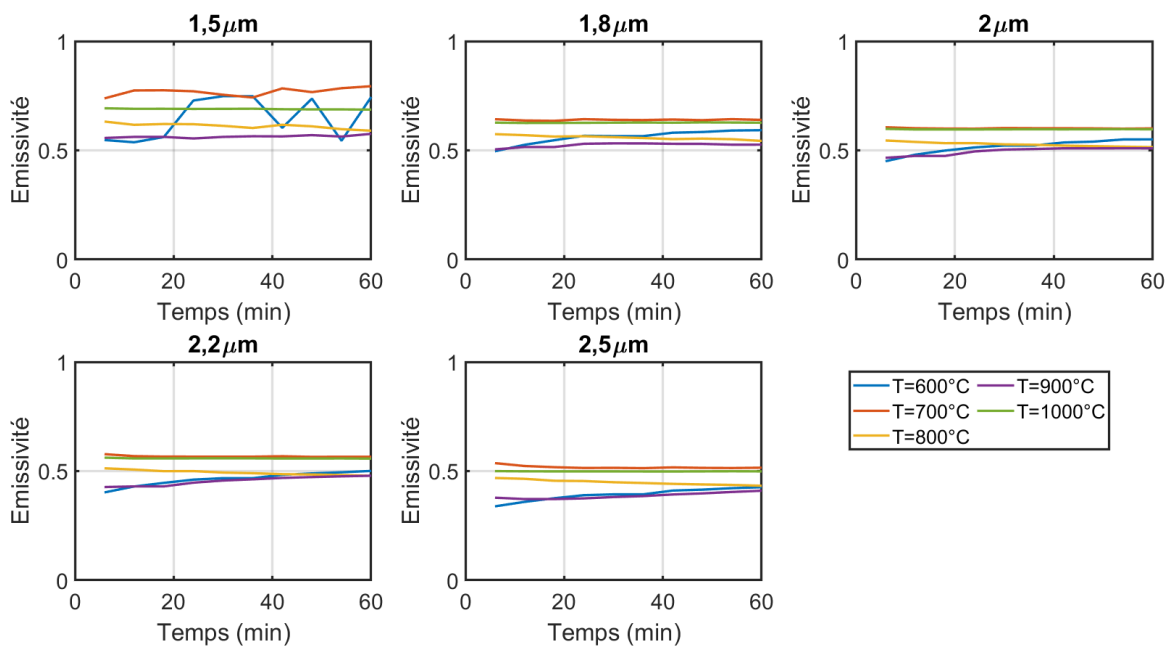 1,5μm
1
0.5
0
Emissivité
0 20 40 60
Temps (min)
1,8μm
1
0.5
0
Emissivité
0 20 40 60
Temps (min)
2μm
1
0.5
0
Emissivité
0 20 40 60
Temps (min)
2,2μm
1
0.5
0
Emissivité
0 20 40 60
Temps (min)
2,5μm
1
0.5
0
Emissivité
0 20 40 60
Temps (min)
T=600°C T=900°C
T=700°C T=1000°C
T=800°C